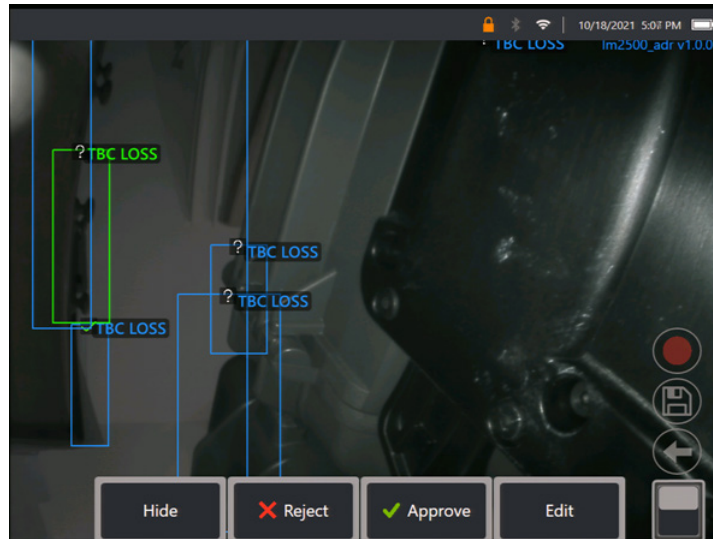 10/18/2021 5:07 PM
? TBC LOSS
lm2500_adr v1.0.0
? TBC LOSS
? TBC LOSS
? TBC LOSS
TBC LOSS
Hide
Reject
Approve
Edit